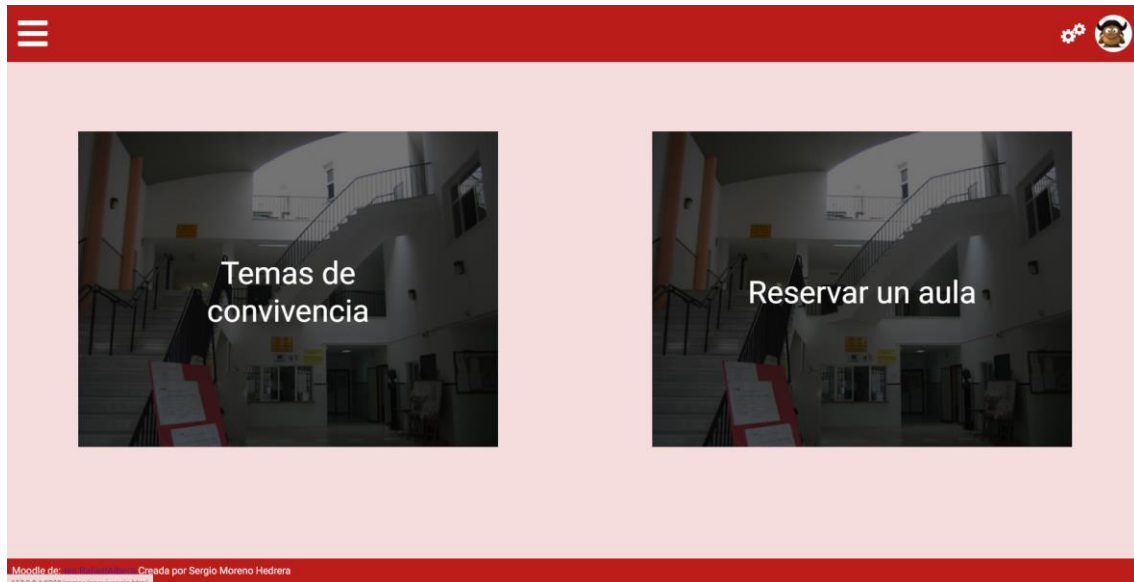 Temas de
convivencia
Reservar un aula
Moodle de: Creada por Sergio Moreno Hedrera